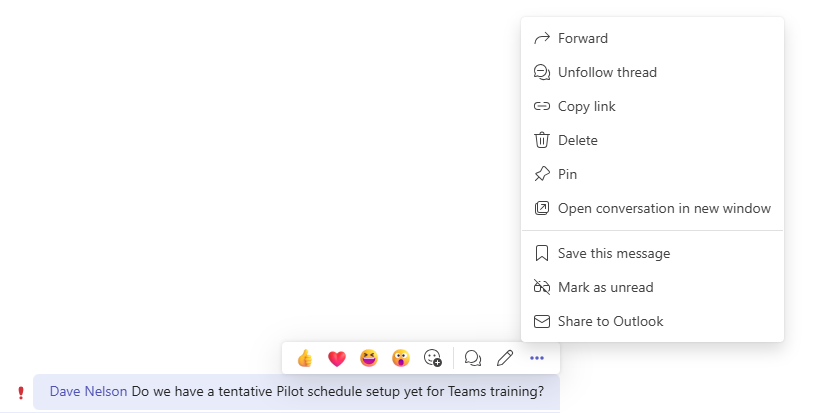 Forward
Unfollow thread
Copy link
Delete
Pin
Open conversation in new window
Save this message
Mark as unread
Share to Outlook
Dave Nelson Do we have a tentative Pilot schedule setup yet for Teams training?